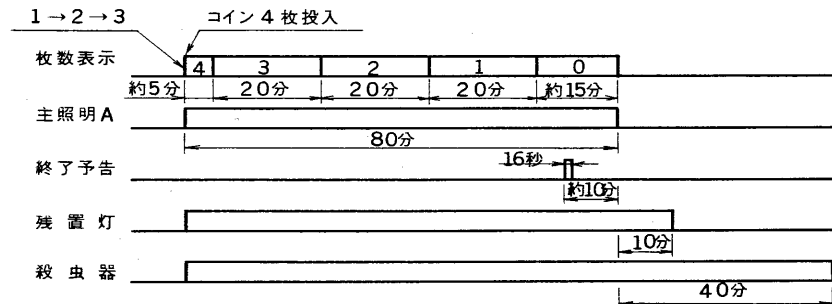 1→2→3
コイン4枚投入
枚数表示
4 3 2 1 0
約5分 20分 20分 20分 約15分
主照明A
80分
終了予告
16秒
約10分
残置灯
10分
殺虫器
40分